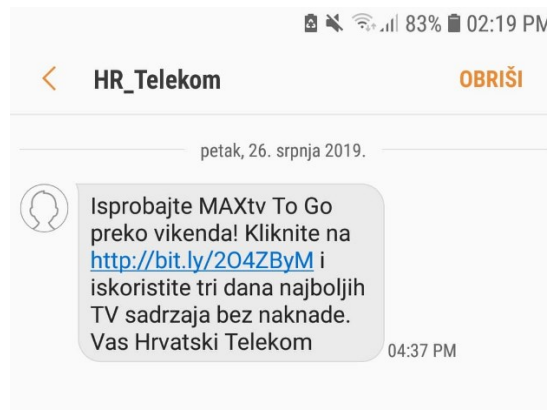 83% 02:19 PM
HR_Telekom OBRIŠI
petak, 26. srpnja 2019.
Isprobajte MAXtv To Go
preko vikenda! Kliknite na
http://bit.ly/2O4ZByM i
iskoristite tri dana najboljih
TV sadrzaja bez naknade.
Vas Hrvatski Telekom
04:37 PM